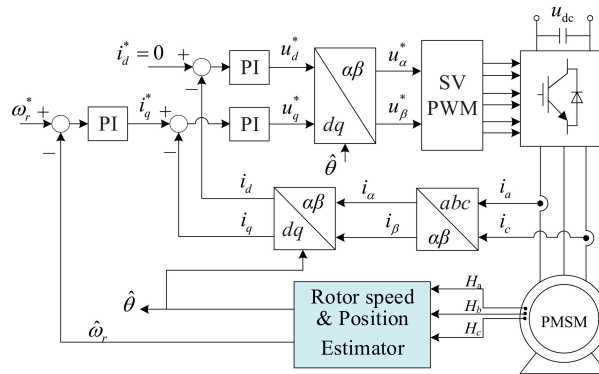 u_dc
i_d^* = 0
+
−
PI
u_d^*
αβ
dq
u_α^*
SV
PWM
ω_r^*
+
−
PI
i_q^*
+
−
PI
u_q^*
u_β^*
θ̂
i_d
i_q
αβ
dq
i_α
i_β
abc
αβ
i_a
i_c
θ̂
ω̂_r
Rotor speed
& Position
Estimator
H_a
H_b
H_c
PMSM